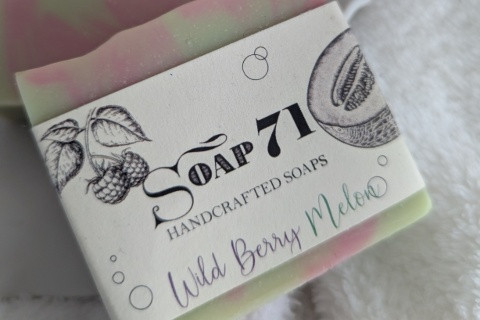 SOAP 71
HANDCRAFTED SOAPS
Wild Berry Melon